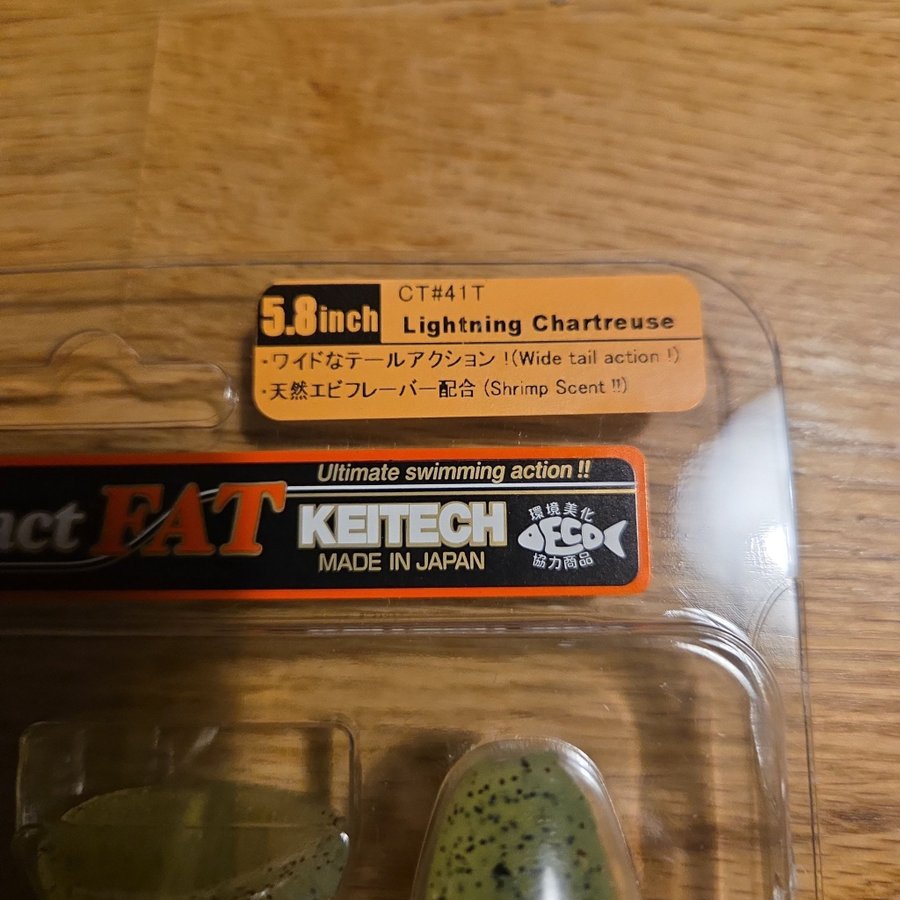 5.8inch
CT#41T
Lightning Chartreuse
・ワイドなテールアクション !(Wide tail action !)
・天然エビフレーバー配合 (Shrimp Scent !!)
Ultimate swimming action !!
act FAT
KEITECH
MADE IN JAPAN
環境美化
ECO
協力商品